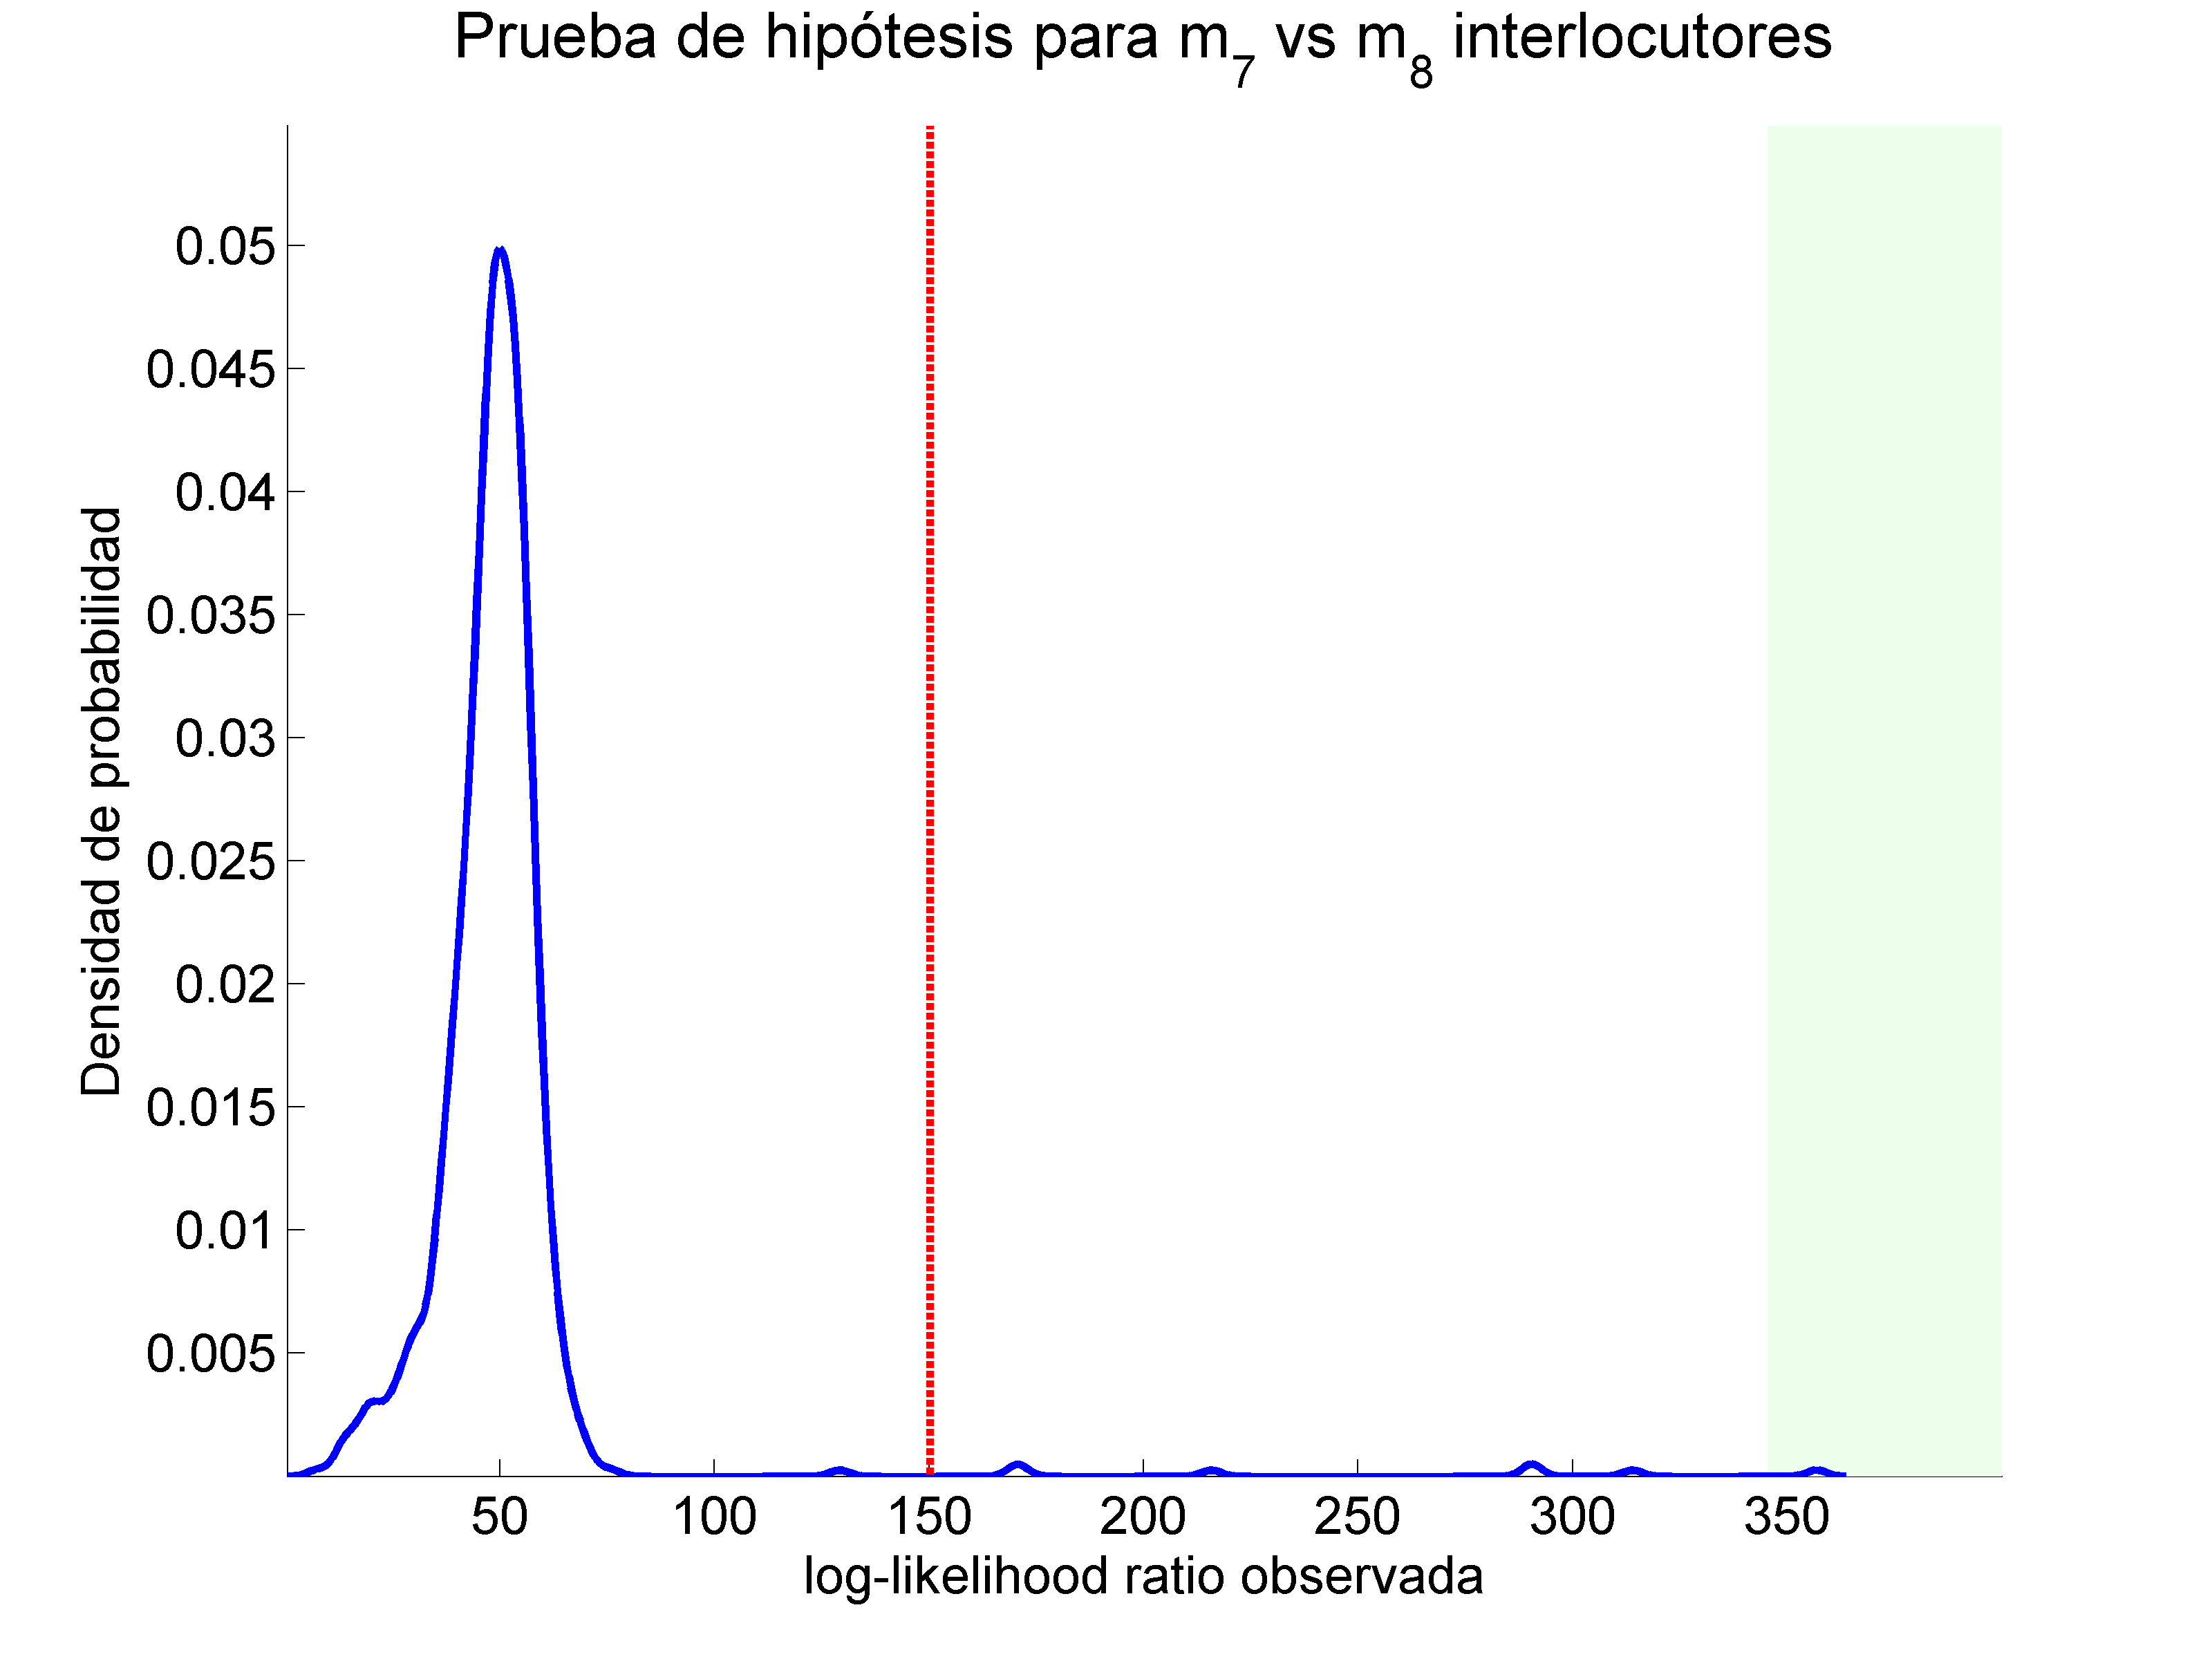 Prueba de hipótesis para m₇ vs m₈ interlocutores
Densidad de probabilidad
0.05
0.045
0.04
0.035
0.03
0.025
0.02
0.015
0.01
0.005
50 100 150 200 250 300 350
log-likelihood ratio observada